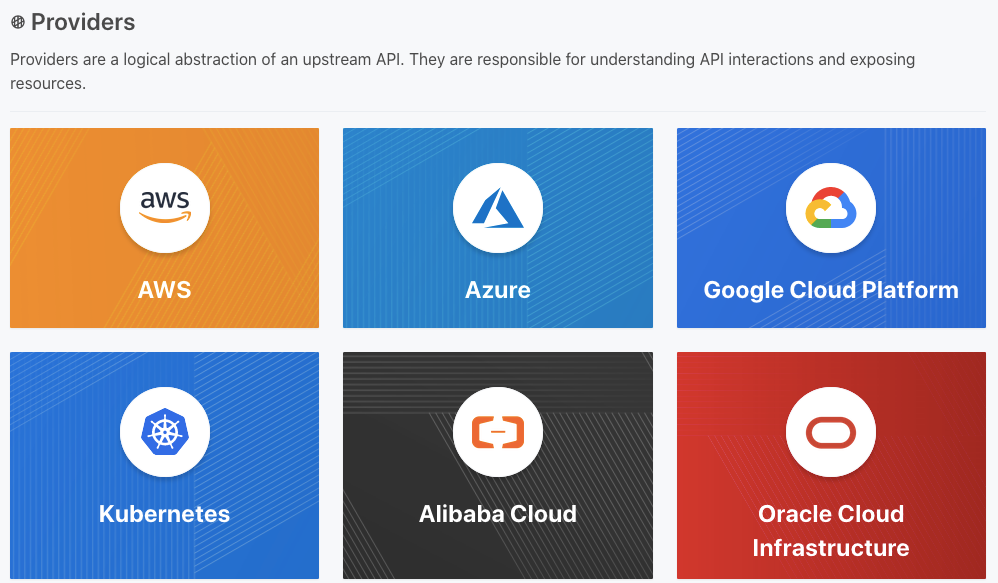 Providers
Providers are a logical abstraction of an upstream API. They are responsible for understanding API interactions and exposing
resources.
aws
AWS
Azure
Google Cloud Platform
Kubernetes
Alibaba Cloud
Oracle Cloud
Infrastructure